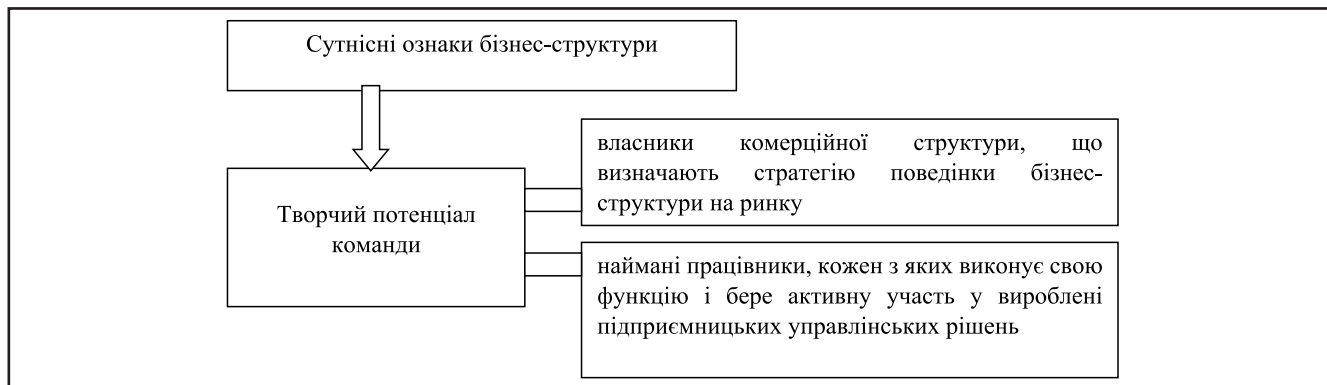 Сутнісні ознаки бізнес-структури
власники комерційної структури, що
визначають стратегію поведінки бізнес-
структури на ринку
Творчий потенціал
команди
наймані працівники, кожен з яких виконує свою
функцію і бере активну участь у вироблені
підприємницьких управлінських рішень